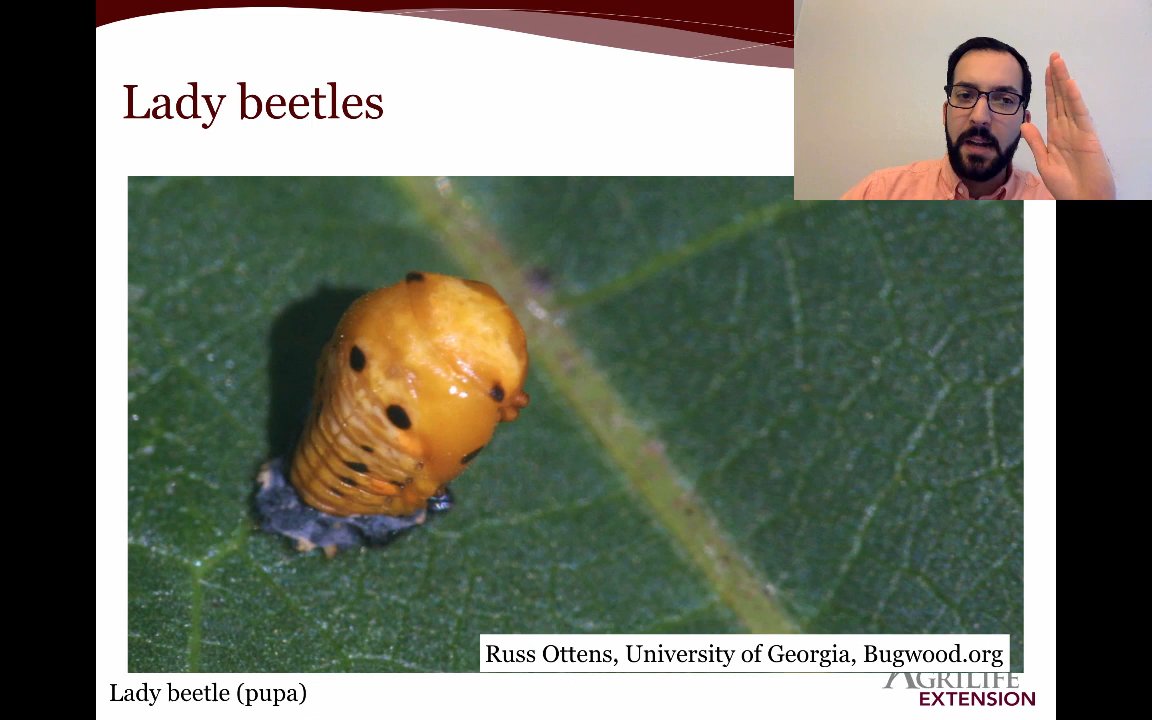 Lady beetles
Russ Ottens, University of Georgia, Bugwood.org
Lady beetle (pupa)
AGRILIFE
EXTENSION